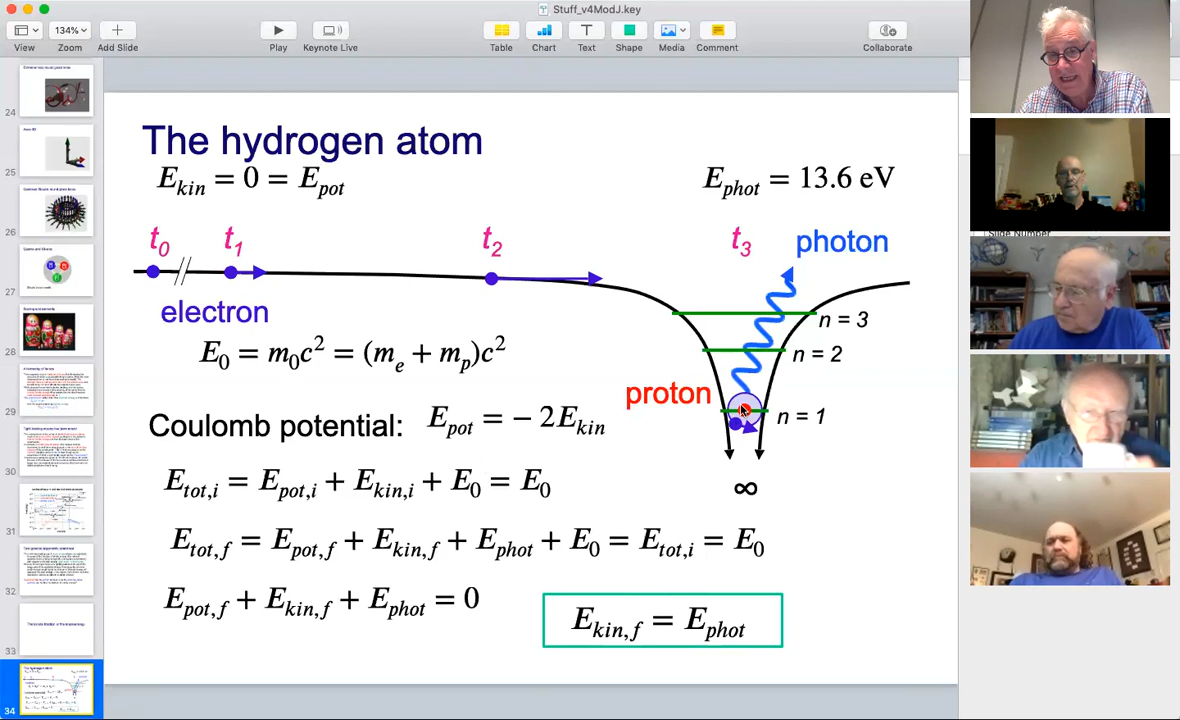 Stuff_v4ModJ.key
134%
View
Zoom
Add Slide
Play
Keynote Live
Table
Chart
Text
Shape
Media
Comment
Collaborate
24
25
26
27
28
29
30
31
32
33
34
The hydrogen atom
E_kin = 0 = E_pot
E_phot = 13.6 eV
t_0
t_1
t_2
t_3
photon
electron
n = 3
E_0 = m_0c^2 = (m_e + m_p)c^2
n = 2
proton
n = 1
Coulomb potential: E_pot = − 2E_kin
∞
E_tot,i = E_pot,i + E_kin,i + E_0 = E_0
E_tot,f = E_pot,f + E_kin,f + E_phot + E_0 = E_tot,i = E_0
E_pot,f + E_kin,f + E_phot = 0
E_kin,f = E_phot
Slide Number